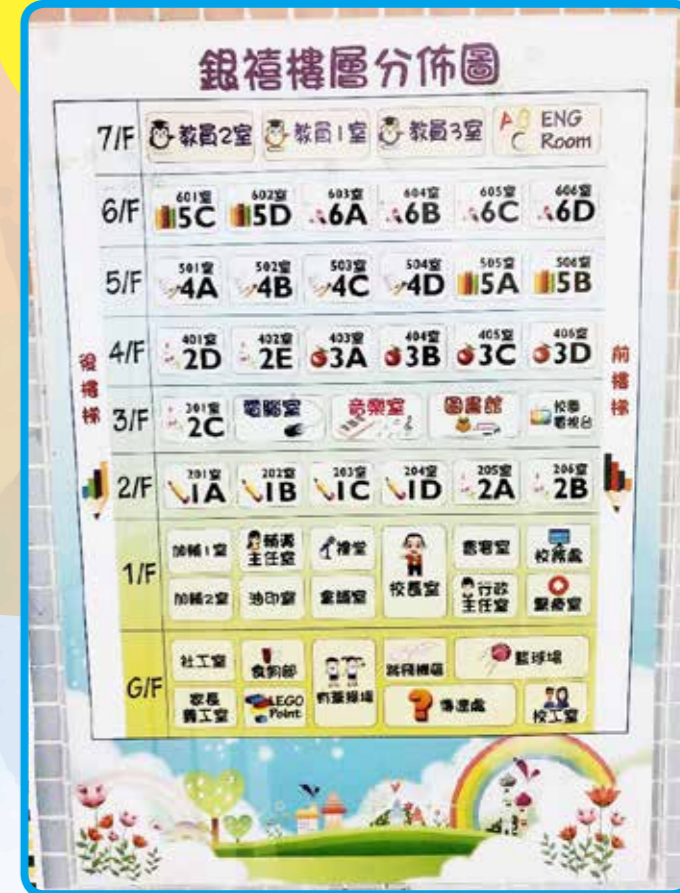 銀禧樓層分佈圖
7/F 教員2室 教員1室 教員3室 ENG Room
6/F 601室 5C 602室 5D 603室 6A 604室 6B 605室 6C 606室 6D
5/F 501室 4A 502室 4B 503室 4C 504室 4D 505室 5A 506室 5B
4/F 401室 2D 402室 2E 403室 3A 404室 3B 405室 3C 406室 3D
後樓梯
前樓梯
3/F 301室 2C 電腦室 音樂室 圖書館 校園電視台
2/F 201室 1A 202室 1B 203室 1C 204室 1D 205室 2A 206室 2B
1/F
加輔1室 輔導主任室 禮堂 校長室 會客室 校務處
加輔2室 油印室 會議室 行政主任室 醫療室
G/F
社工室 食物部 有蓋操場 籃球場
家長義工室 LEGO Point 傳達處 校工室